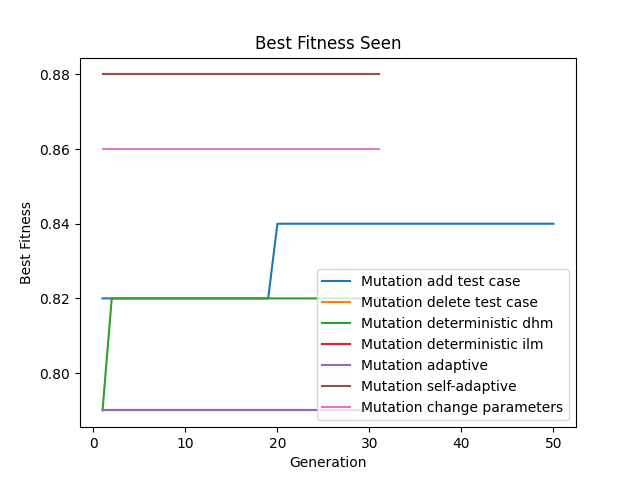 Best Fitness Seen
0.88
0.86
0.84
0.82
0.80
Best Fitness
Mutation add test case
Mutation delete test case
Mutation deterministic dhm
Mutation deterministic ilm
Mutation adaptive
Mutation self-adaptive
Mutation change parameters
0 10 20 30 40 50
Generation